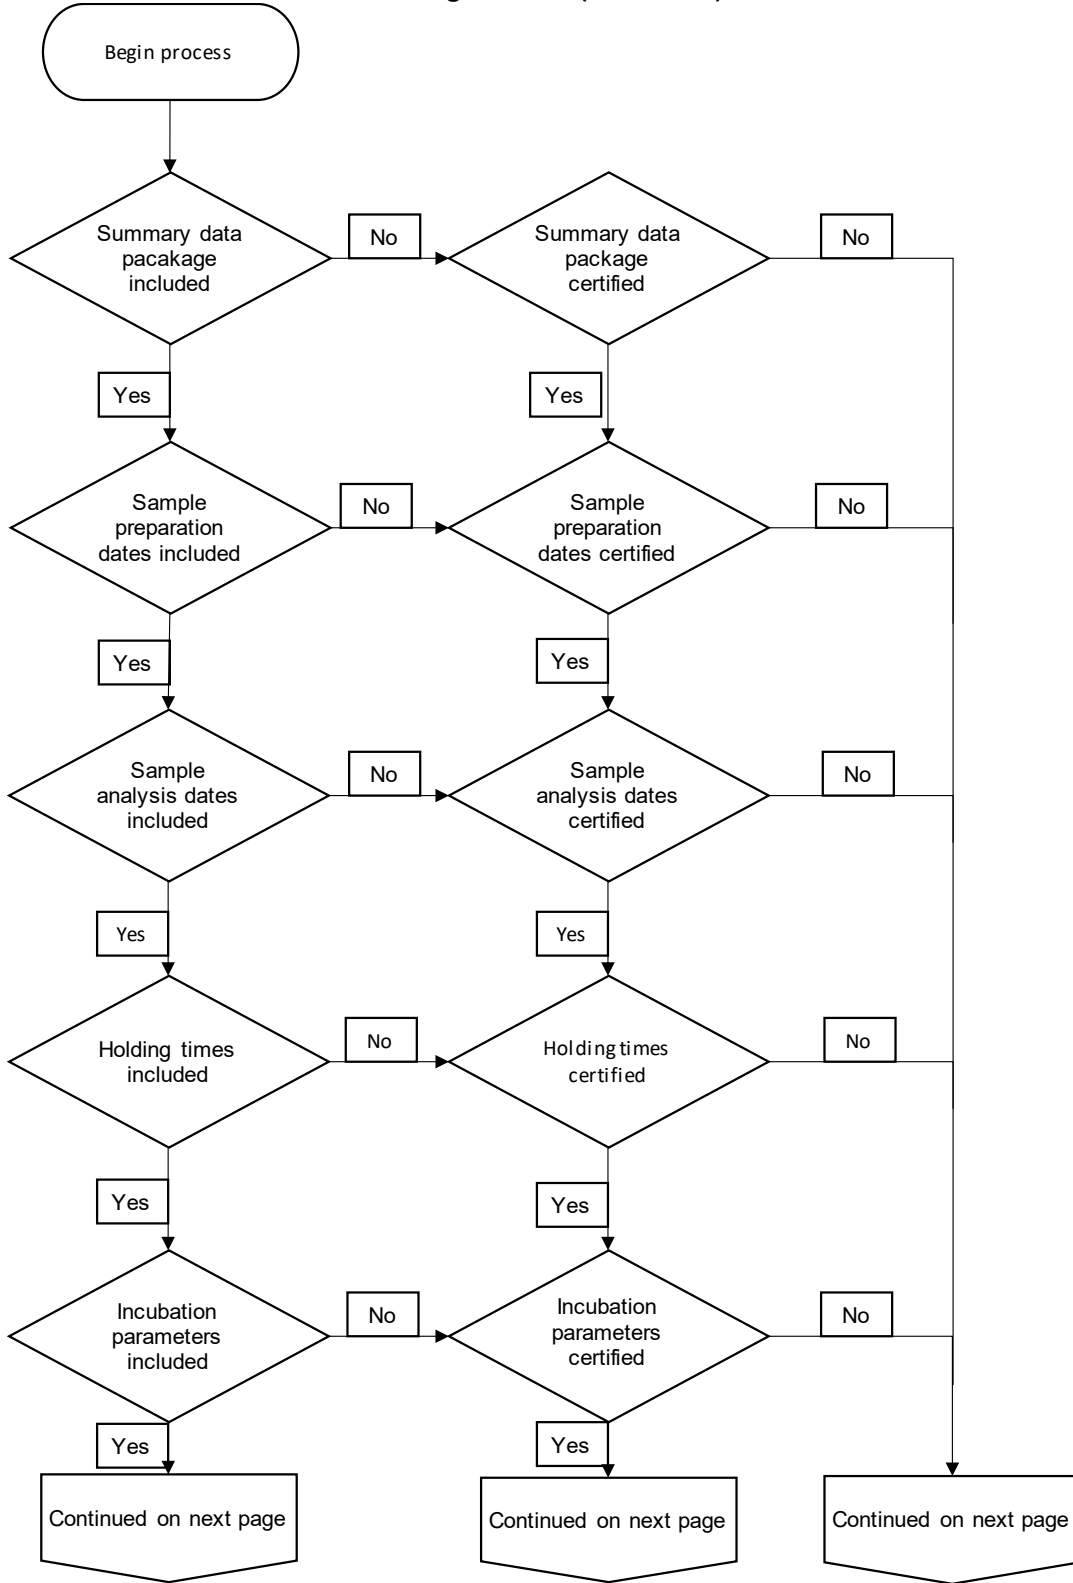 Begin process
Summary data
pacakage
included
No
Summary data
package
certified
No
Yes
Yes
Sample
preparation
dates included
No
Sample
preparation
dates certified
No
Yes
Yes
Sample
analysis dates
included
No
Sample
analysis dates
certified
No
Yes
Yes
Holding times
included
No
Holding times
certified
No
Yes
Yes
Incubation
parameters
included
No
Incubation
parameters
certified
No
Yes
Yes
Continued on next page
Continued on next page
Continued on next page